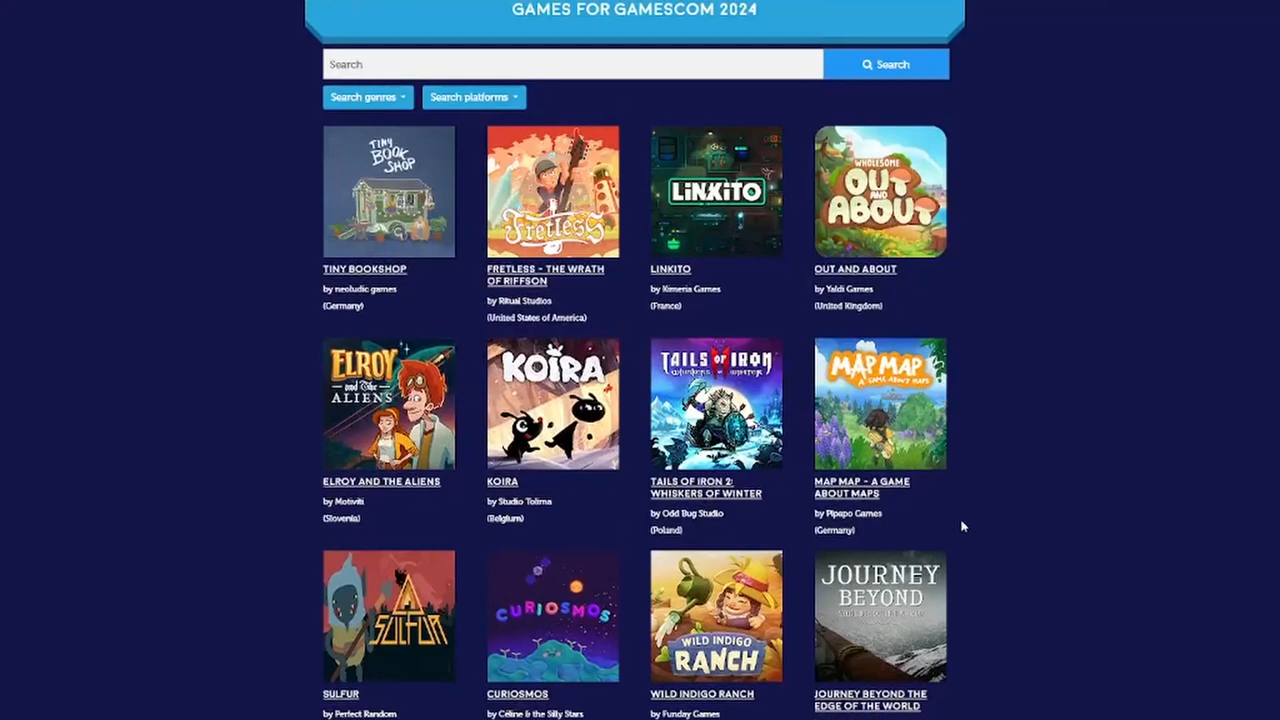 GAMES FOR GAMESCOM 2024
Search
Search
Search genres
Search platforms
TINY
BOOK
SHOP
Fretless
LiNKiTO
WHOLESOME
OUT
AND
ABOUT
TINY BOOKSHOP
FRETLESS - THE WRATH
OF RIFFSON
LINKITO
OUT AND ABOUT
by neoludic games
by Ritual Studios
by Kimeria Games
by Yaldi Games
(Germany)
(United States of America)
(France)
(United Kingdom)
ELROY
and The
ALIENS
KOIRA
TAILS OF IRON
WHISKERS OF WINTER
MAP MAP
A GAME ABOUT MAPS
ELROY AND THE ALIENS
KOIRA
TAILS OF IRON 2:
WHISKERS OF WINTER
MAP MAP - A GAME
ABOUT MAPS
by Motiviti
by Studio Tolima
by Odd Bug Studio
by Pipapo Games
(Slovenia)
(Belgium)
(Poland)
(Germany)
SULFUR
CURIOSMOS
WILD INDIGO
RANCH
JOURNEY
BEYOND
SULFUR
CURIOSMOS
WILD INDIGO RANCH
JOURNEY BEYOND THE
EDGE OF THE WORLD
by Perfect Random
by Céline & the Silly Stars
by Funday Games